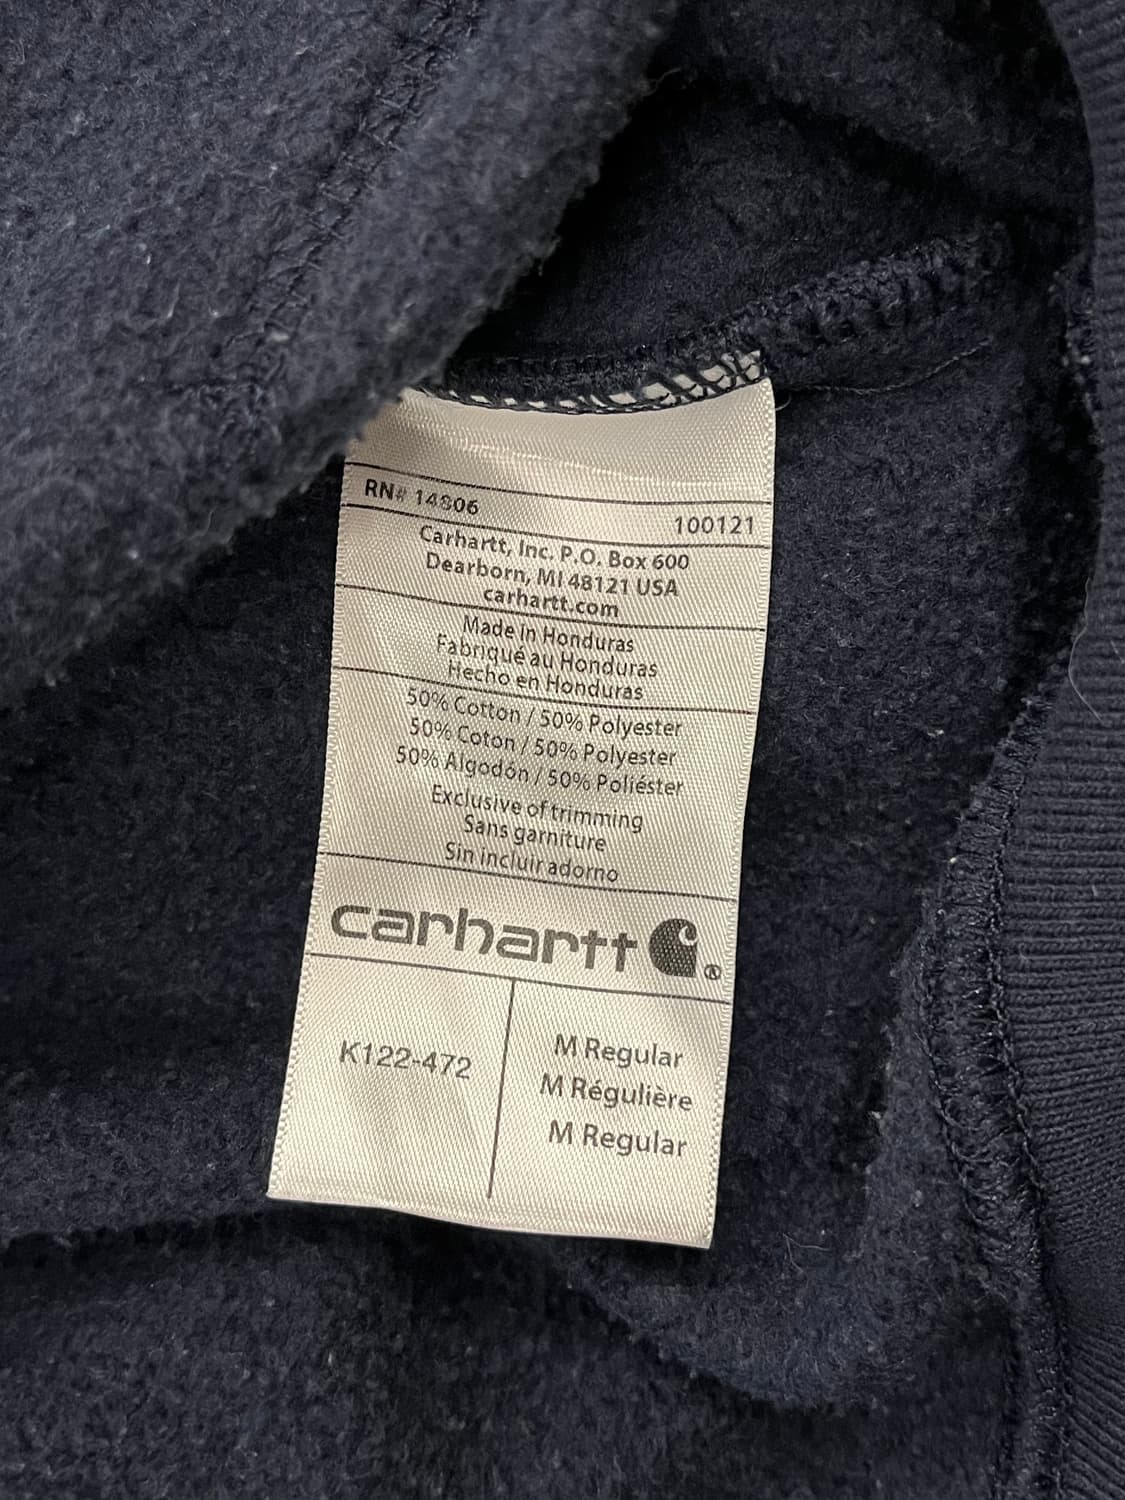 RN# 14806
100121
Carhartt, Inc. P.O. Box 600
Dearborn, MI 48121 USA
carhartt.com
Made in Honduras
Fabriqué au Honduras
Hecho en Honduras
50% Cotton / 50% Polyester
50% Coton / 50% Polyester
50% Algodón / 50% Poliéster
Exclusive of trimming
Sans garniture
Sin incluir adorno
carhartt ®
K122-472
M Regular
M Régulière
M Regular